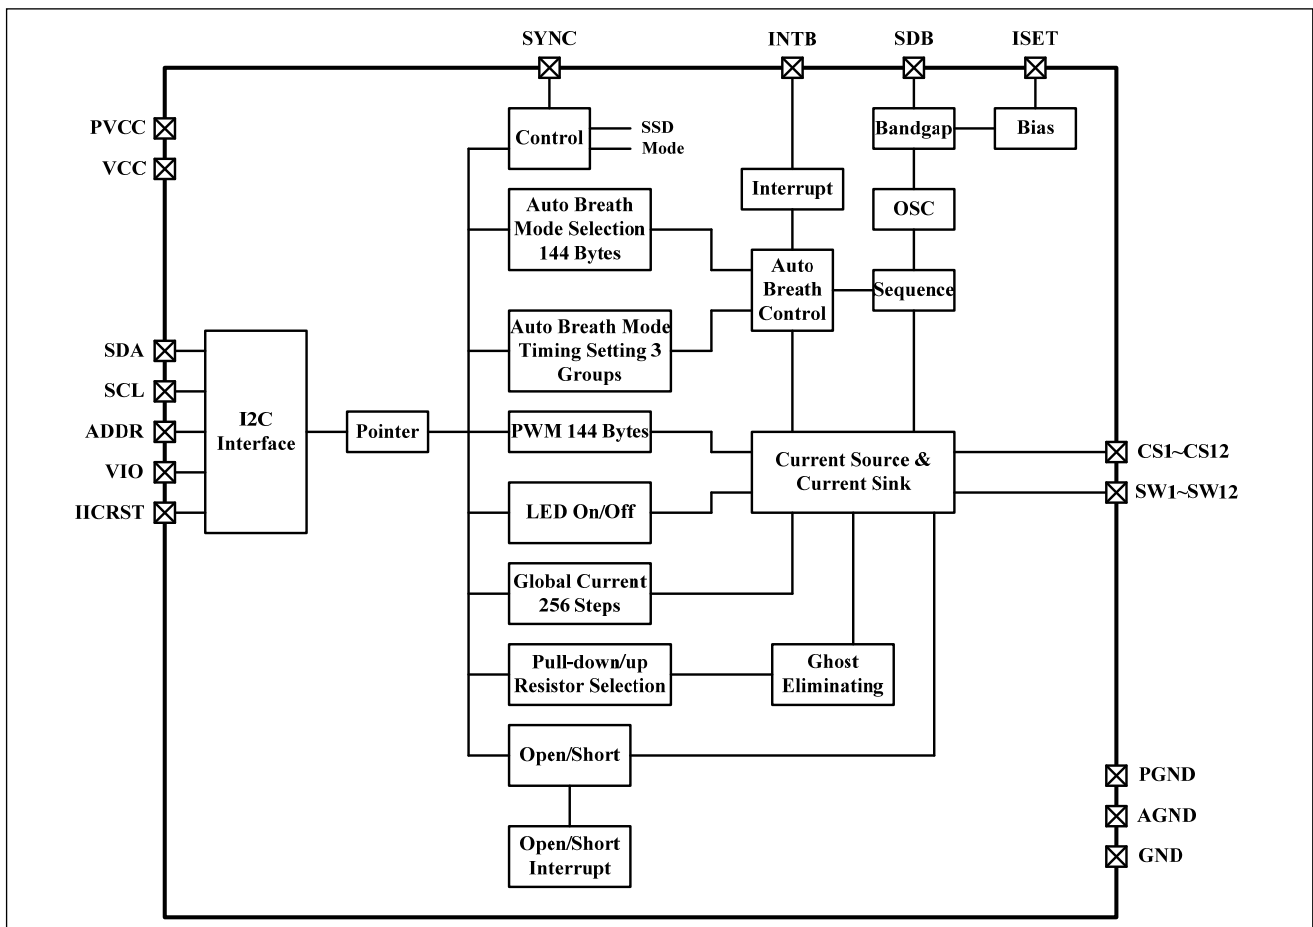 SYNC
INTB
SDB
ISET
PVCC
VCC
Control
SSD
Mode
Bandgap
Bias
Interrupt
Auto Breath
Mode Selection
144 Bytes
OSC
Auto
Breath
Control
Sequence
Auto Breath Mode
Timing Setting 3
Groups
SDA
SCL
ADDR
VIO
IICRST
I2C
Interface
Pointer
PWM 144 Bytes
Current Source &
Current Sink
CS1~CS12
SW1~SW12
LED On/Off
Global Current
256 Steps
Pull-down/up
Resistor Selection
Ghost
Eliminating
Open/Short
Open/Short
Interrupt
PGND
AGND
GND